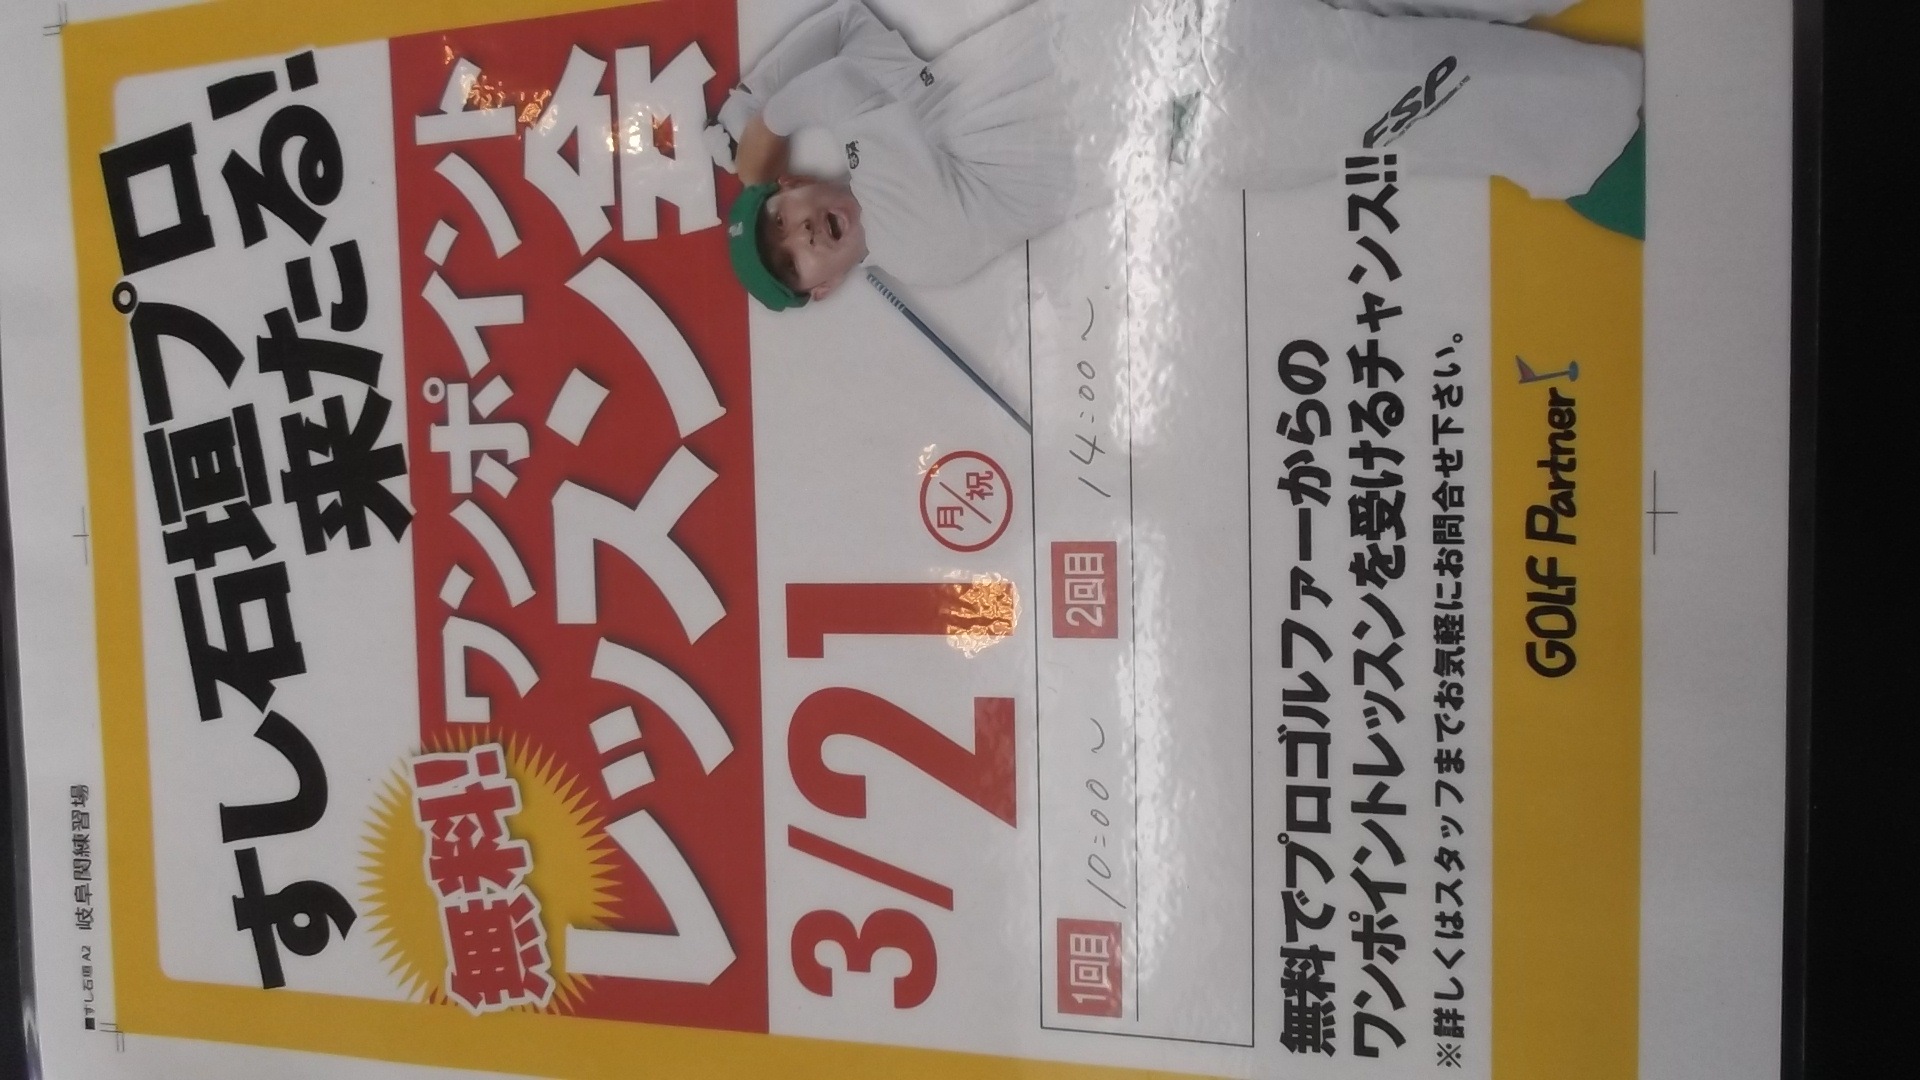 ■すし石垣 A2 岐阜関練習場
すし石垣プロ
来たる!
無料!
ワンポイント
レッスン会
3/21
月/祝
1回目 10:00~ 2回目 14:00~
無料でプロゴルファーからの
ワンポイントレッスンを受けるチャンス!!
※詳しくはスタッフまでお気軽にお問合せ下さい。
GOLF Partner